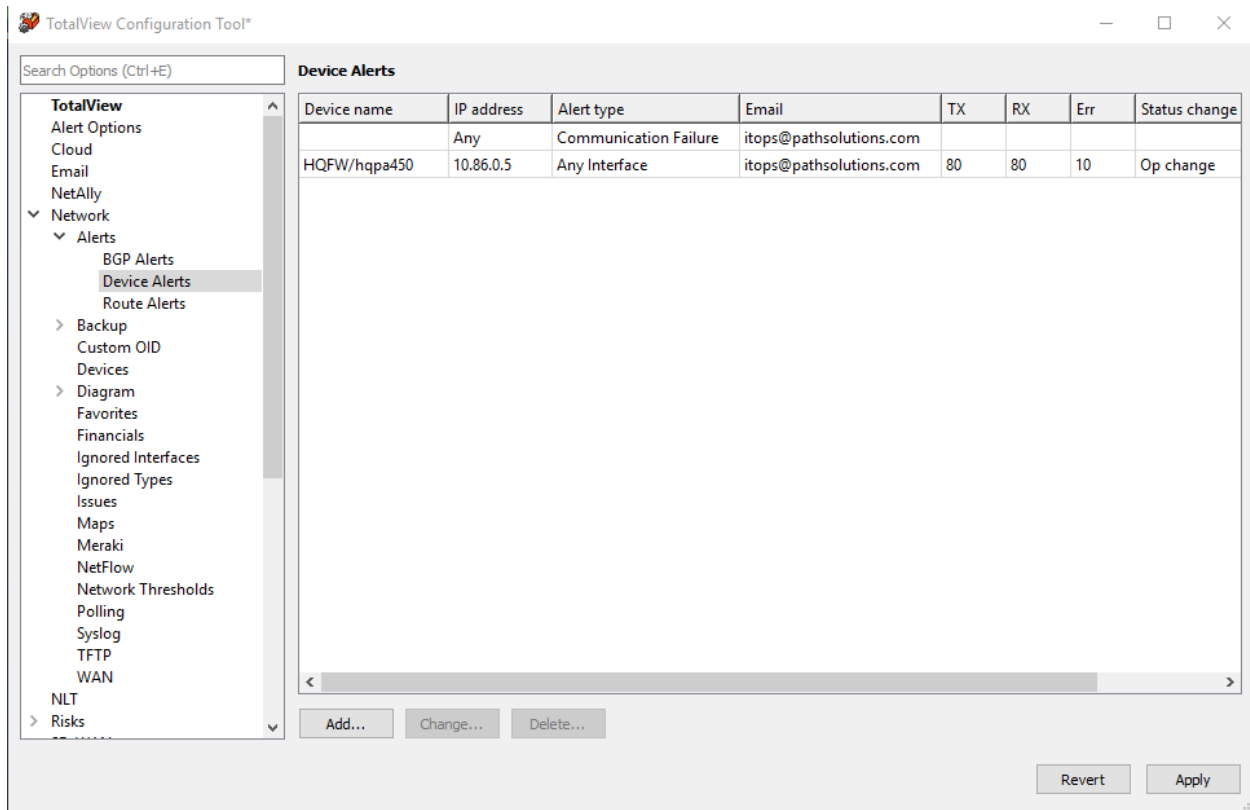 TotalView Configuration Tool*
Search Options (Ctrl+E)
TotalView
Alert Options
Cloud
Email
NetAlly
Network
Alerts
BGP Alerts
Device Alerts
Route Alerts
Backup
Custom OID
Devices
Diagram
Favorites
Financials
Ignored Interfaces
Ignored Types
Issues
Maps
Meraki
NetFlow
Network Thresholds
Polling
Syslog
TFTP
WAN
NLT
Risks
Device Alerts
Device name IP address Alert type Email TX RX Err Status change
Any Communication Failure itops@pathsolutions.com
HQFW/hqpa450 10.86.0.5 Any Interface itops@pathsolutions.com 80 80 10 Op change
Add... Change... Delete...
Revert Apply